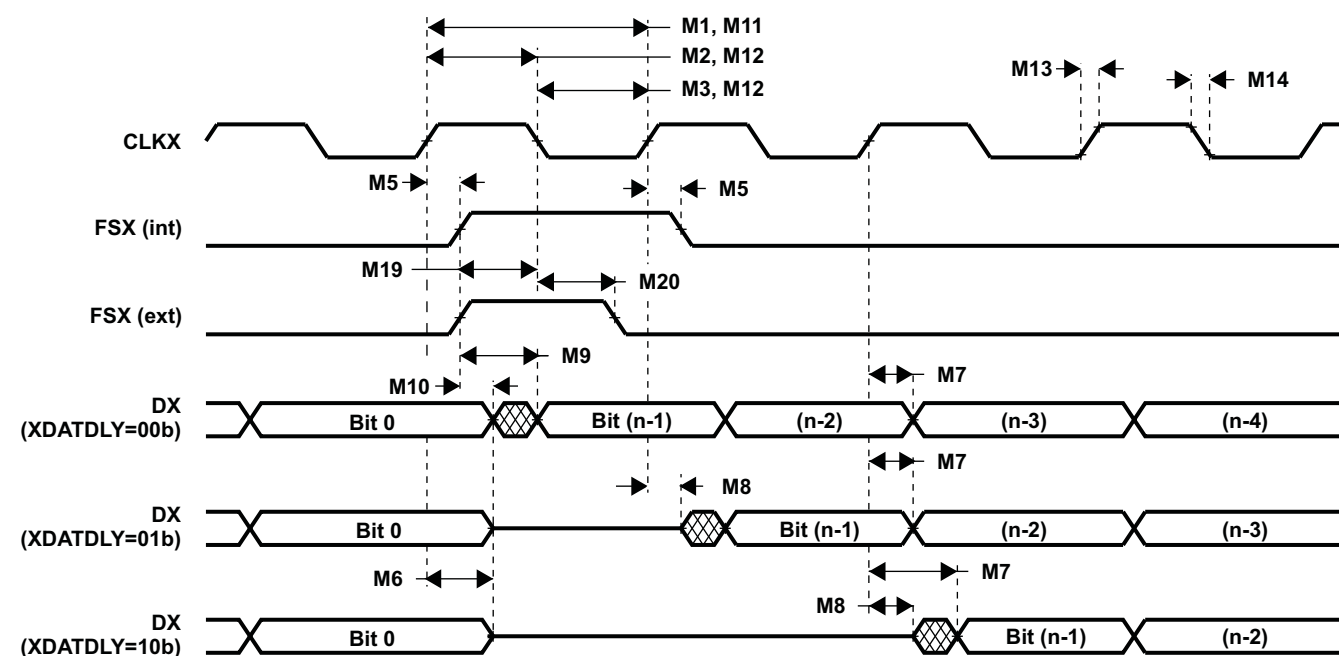 M1, M11
M2, M12
M3, M12
M13
M14
CLKX
M5
M5
FSX (int)
M19
M20
FSX (ext)
M9
M10
M7
DX
(XDATDLY=00b)
Bit 0
Bit (n-1)
(n-2)
(n-3)
(n-4)
M7
M8
DX
(XDATDLY=01b)
Bit 0
Bit (n-1)
(n-2)
(n-3)
M6
M7
M8
DX
(XDATDLY=10b)
Bit 0
Bit (n-1)
(n-2)